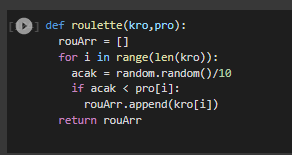 def roulette(kro,pro):
  rouArr = []
  for i in range(len(kro)):
    acak = random.random()/10
    if acak < pro[i]:
      rouArr.append(kro[i])
  return rouArr